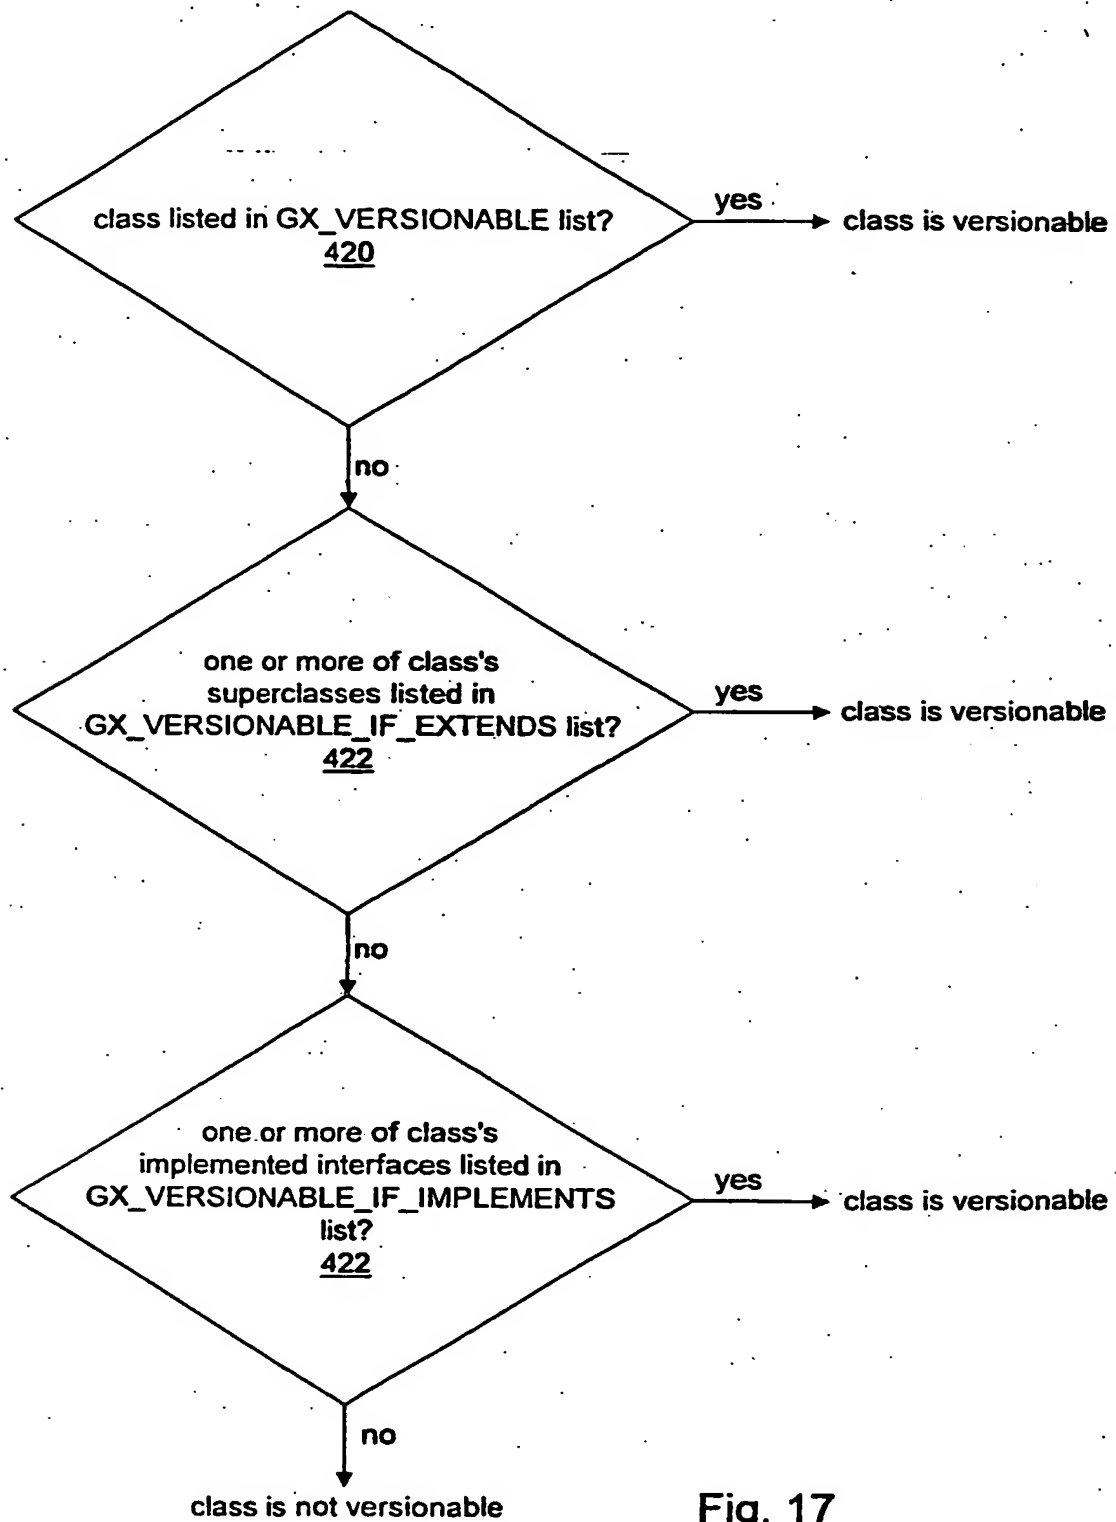 class listed in GX_VERSIONABLE list?
420
yes
class is versionable
no
one or more of class's
superclasses listed in
GX_VERSIONABLE_IF_EXTENDS list?
422
yes
class is versionable
no
one or more of class's
implemented interfaces listed in
GX_VERSIONABLE_IF_IMPLEMENTS
list?
422
yes
class is versionable
no
class is not versionable
Fig. 17